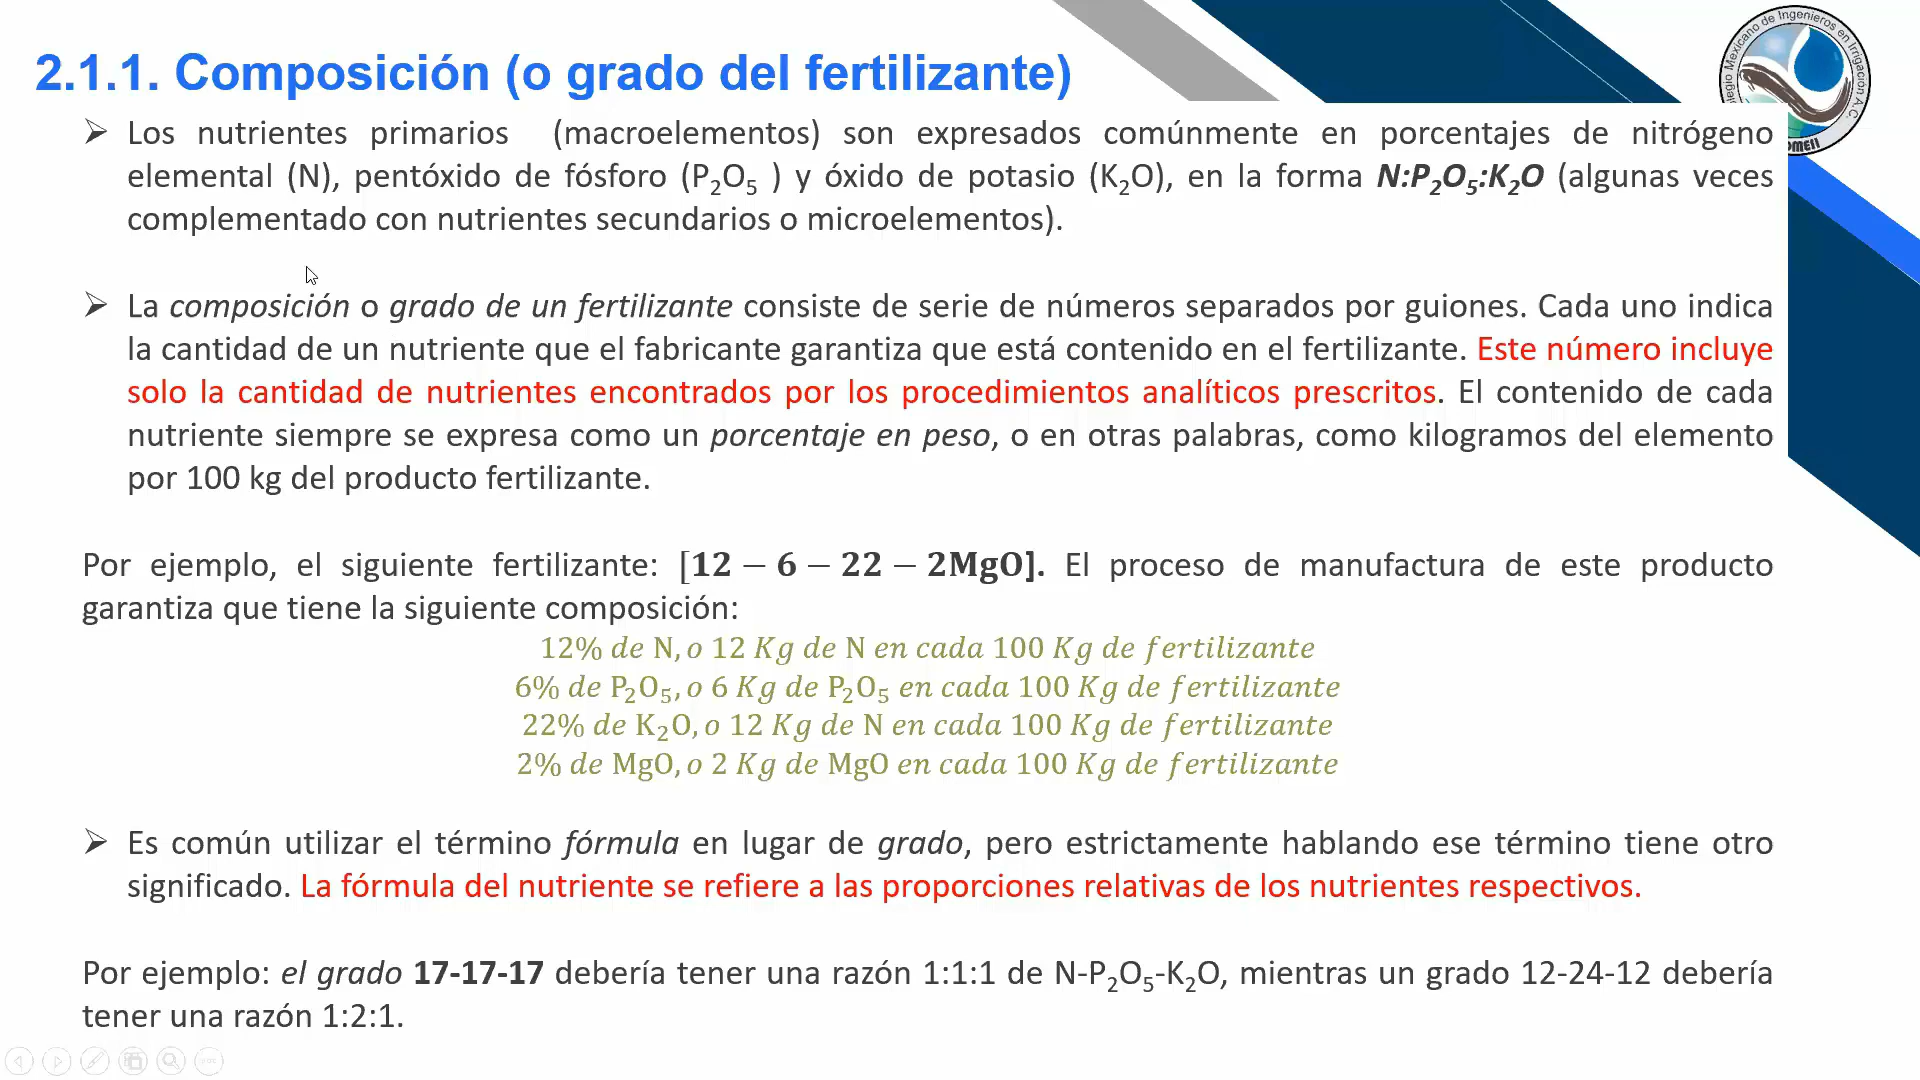 2.1.1. Composición (o grado del fertilizante)
➢ Los nutrientes primarios (macroelementos) son expresados comúnmente en porcentajes de nitrógeno
elemental (N), pentóxido de fósforo (P₂O₅ ) y óxido de potasio (K₂O), en la forma N:P₂O₅:K₂O (algunas veces
complementado con nutrientes secundarios o microelementos).
➢ La composición o grado de un fertilizante consiste de serie de números separados por guiones. Cada uno indica
la cantidad de un nutriente que el fabricante garantiza que está contenido en el fertilizante. Este número incluye
solo la cantidad de nutrientes encontrados por los procedimientos analíticos prescritos. El contenido de cada
nutriente siempre se expresa como un porcentaje en peso, o en otras palabras, como kilogramos del elemento
por 100 kg del producto fertilizante.
Por ejemplo, el siguiente fertilizante: [12 − 6 − 22 − 2MgO]. El proceso de manufactura de este producto
garantiza que tiene la siguiente composición:
12% de N, o 12 Kg de N en cada 100 Kg de fertilizante
6% de P₂O₅, o 6 Kg de P₂O₅ en cada 100 Kg de fertilizante
22% de K₂O, o 12 Kg de N en cada 100 Kg de fertilizante
2% de MgO, o 2 Kg de MgO en cada 100 Kg de fertilizante
➢ Es común utilizar el término fórmula en lugar de grado, pero estrictamente hablando ese término tiene otro
significado. La fórmula del nutriente se refiere a las proporciones relativas de los nutrientes respectivos.
Por ejemplo: el grado 17-17-17 debería tener una razón 1:1:1 de N-P₂O₅-K₂O, mientras un grado 12-24-12 debería
tener una razón 1:2:1.
Mexicano de Ingenieros en Irrigación A.C.